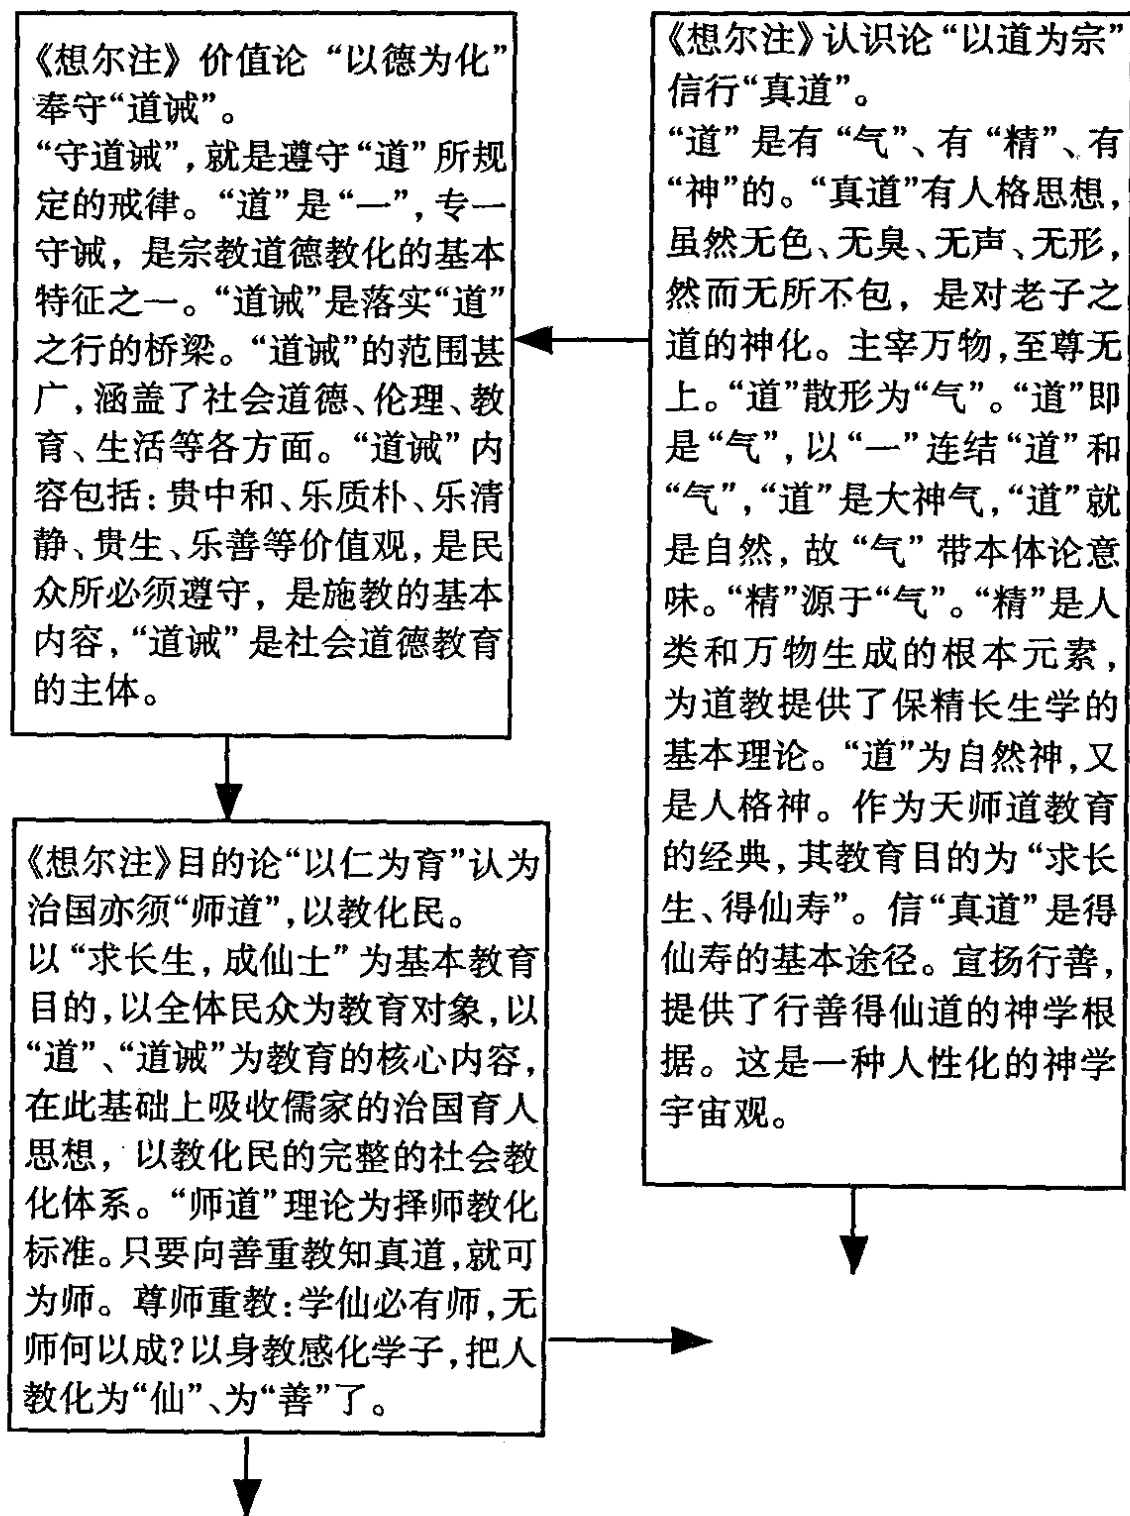 《想尔注》价值论 “以德为化”
奉守“道诫”。
“守道诫”，就是遵守“道”所规
定的戒律。“道”是“一”，专一
守诫，是宗教道德教化的基本
特征之一。“道诫”是落实“道”
之行的桥梁。“道诫”的范围甚
广，涵盖了社会道德、伦理、教
育、生活等各方面。“道诫”内
容包括：贵中和、乐质朴、乐清
静、贵生、乐善等价值观，是民
众所必须遵守，是施教的基本
内容，“道诫”是社会道德教育
的主体。
《想尔注》认识论“以道为宗”
信行“真道”。
“道”是有“气”、有“精”、有
“神”的。“真道”有人格思想，
虽然无色、无臭、无声、无形，
然而无所不包，是对老子之
道的神化。主宰万物，至尊无
上。“道”散形为“气”。“道”即
是“气”，以“一”连结“道”和
“气”，“道”是大神气，“道”就
是自然，故“气”带本体论意
味。“精”源于“气”。“精”是人
类和万物生成的根本元素，
为道教提供了保精长生学的
基本理论。“道”为自然神，又
是人格神。作为天师道教育
的经典，其教育目的为“求长
生、得仙寿”。信“真道”是得
仙寿的基本途径。宣扬行善，
提供了行善得仙道的神学根
据。这是一种人性化的神学
宇宙观。
《想尔注》目的论“以仁为育”认为
治国亦须“师道”，以教化民。
以“求长生，成仙士”为基本教育
目的，以全体民众为教育对象，以
“道”、“道诫”为教育的核心内容，
在此基础上吸收儒家的治国育人
思想，以教化民的完整的社会教
化体系。“师道”理论为择师教化
标准。只要向善重教知真道，就可
为师。尊师重教：学仙必有师，无
师何以成？以身教感化学子，把人
教化为“仙”、为“善”了。